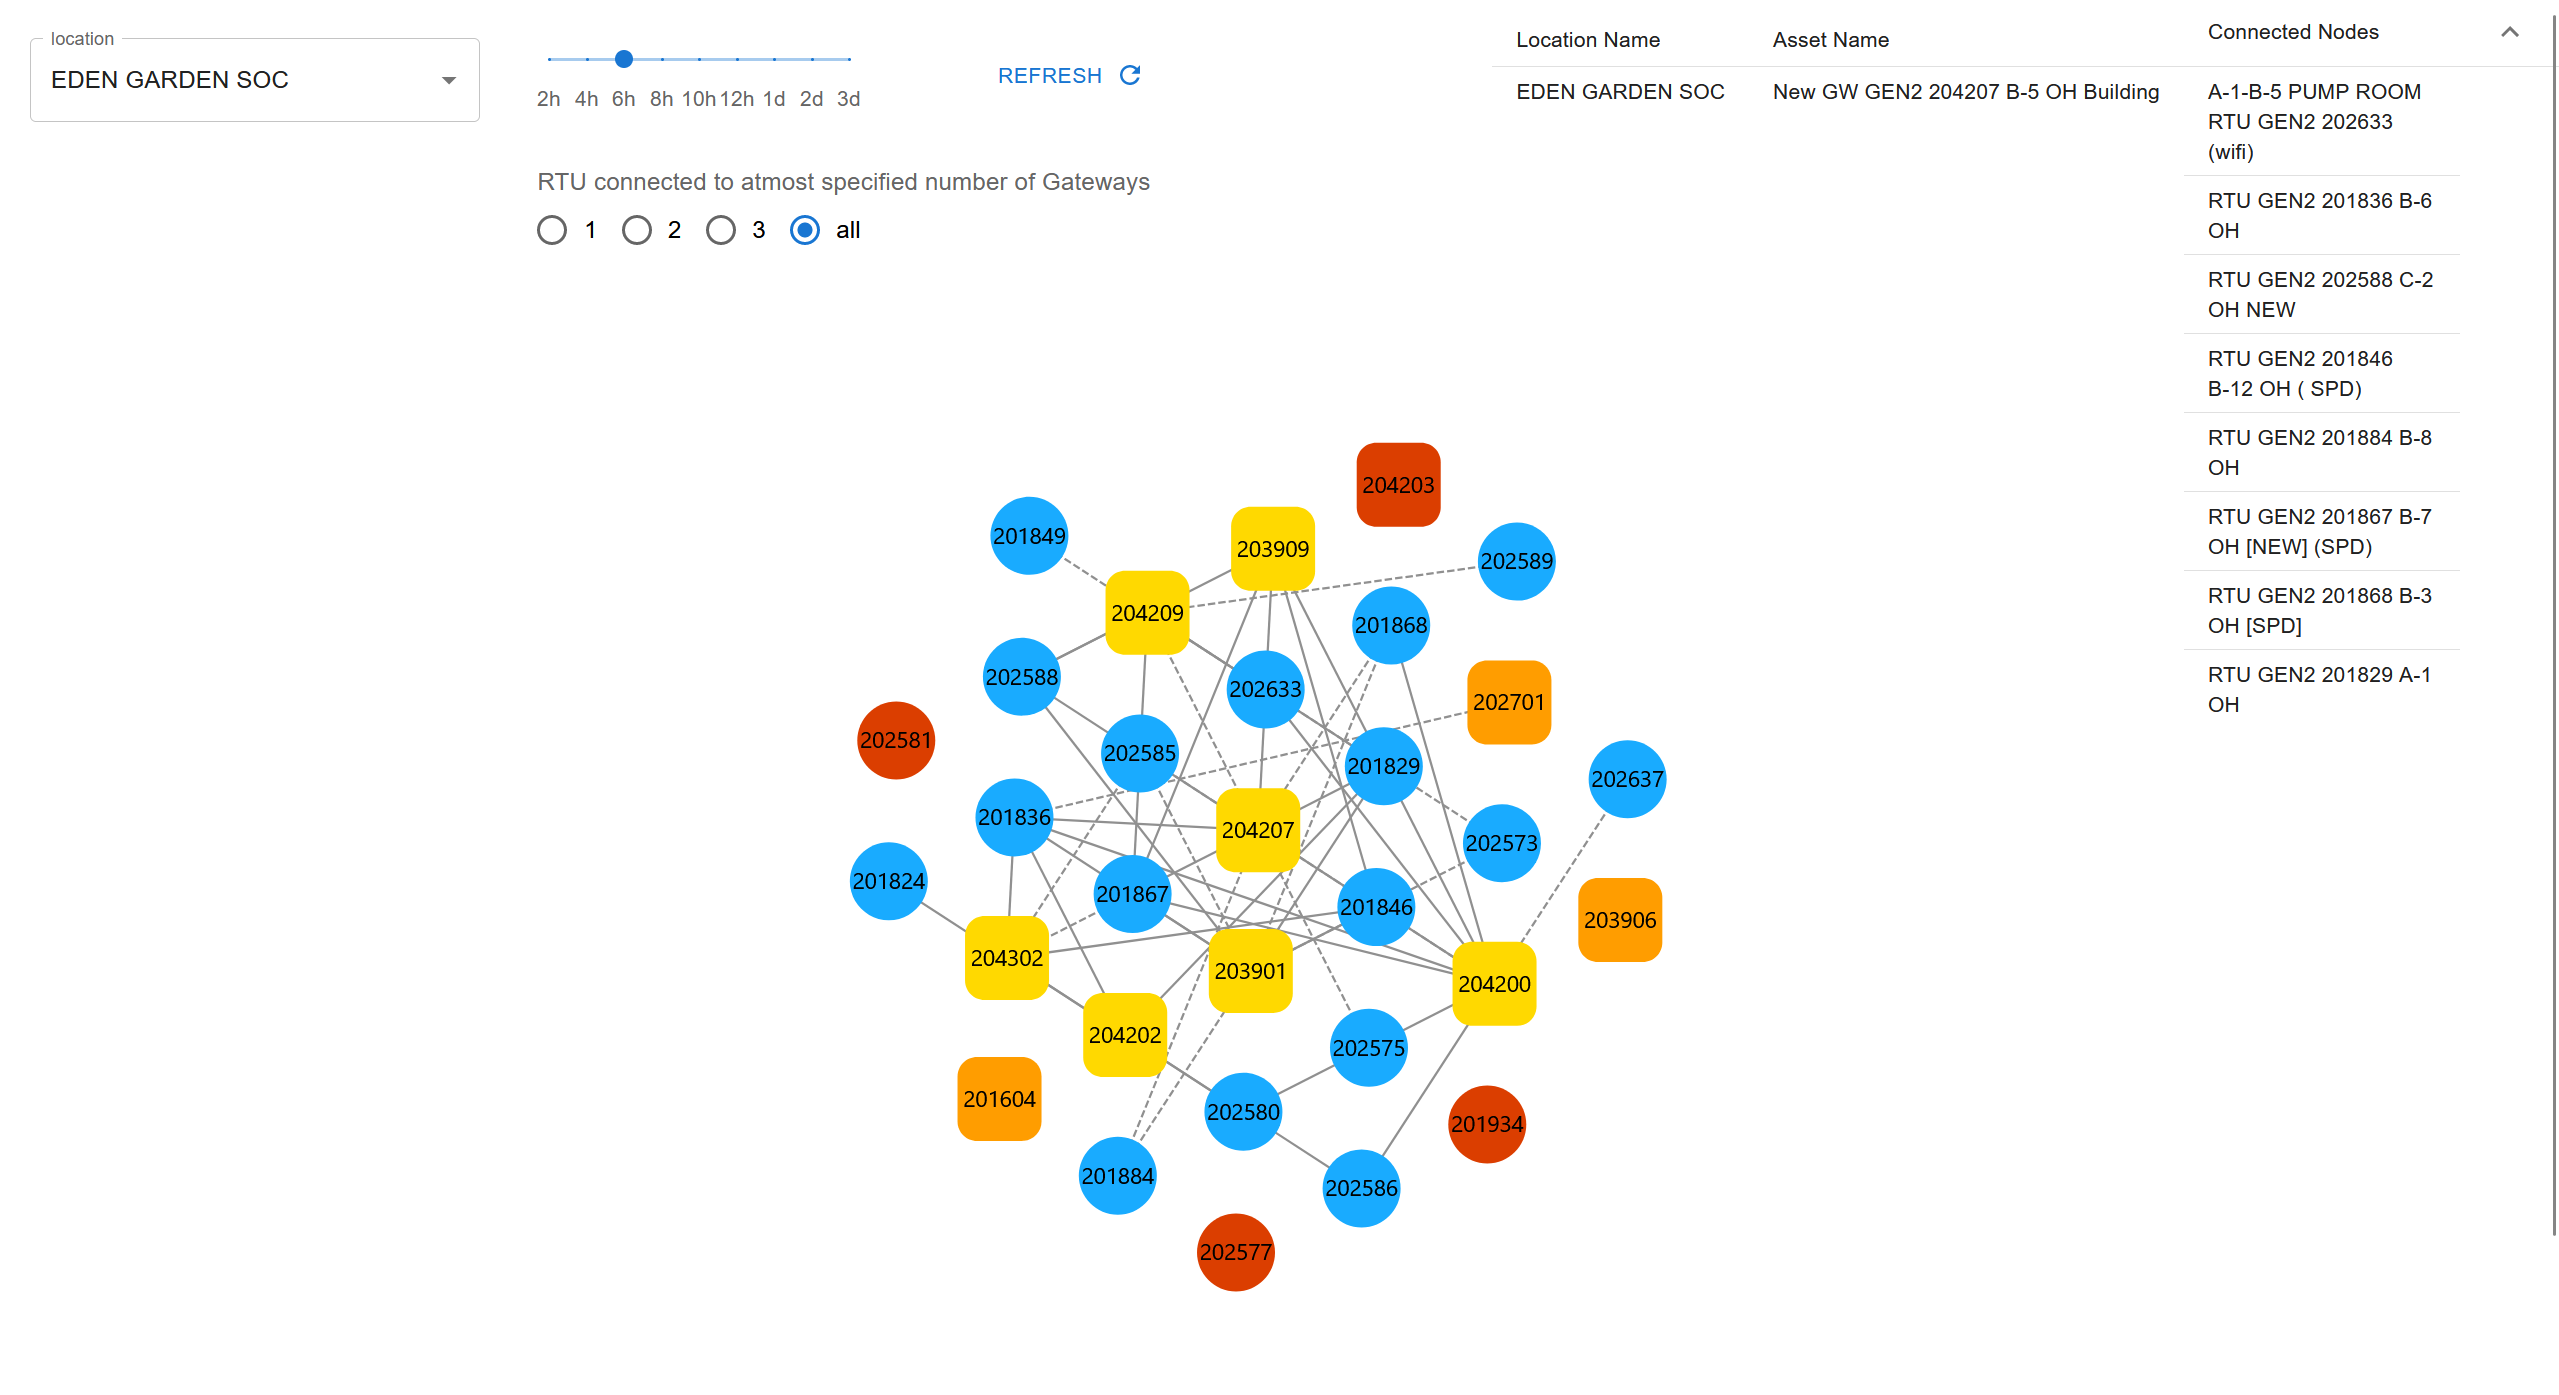 location
EDEN GARDEN SOC
2h 4h 6h 8h 10h 12h 1d 2d 3d
REFRESH
RTU connected to atmost specified number of Gateways
1 2 3 all
Location Name Asset Name Connected Nodes
EDEN GARDEN SOC New GW GEN2 204207 B-5 OH Building
A-1-B-5 PUMP ROOM
RTU GEN2 202633
(wifi)
RTU GEN2 201836 B-6
OH
RTU GEN2 202588 C-2
OH NEW
RTU GEN2 201846
B-12 OH ( SPD)
RTU GEN2 201884 B-8
OH
RTU GEN2 201867 B-7
OH [NEW] (SPD)
RTU GEN2 201868 B-3
OH [SPD]
RTU GEN2 201829 A-1
OH
204203
201849
203909
202589
204209
201868
202588
202633
202701
202581
202585
201829
202637
201836
204207
202573
201824
201867
201846
203906
204302
203901
204200
204202
202575
201604
202580
201934
201884
202586
202577